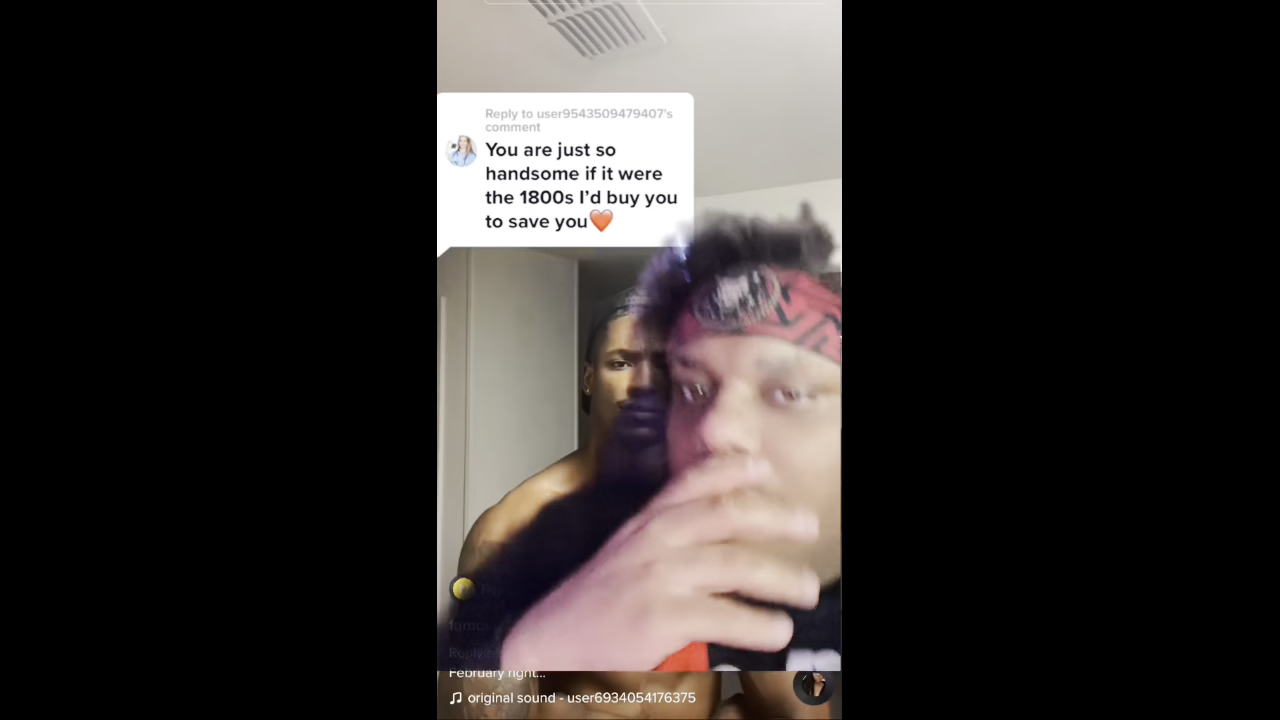 Reply to user9543509479407's
comment
You are just so
handsome if it were
the 1800s I'd buy you
to save you🧡
February right...
♫ original sound - user6934054176375